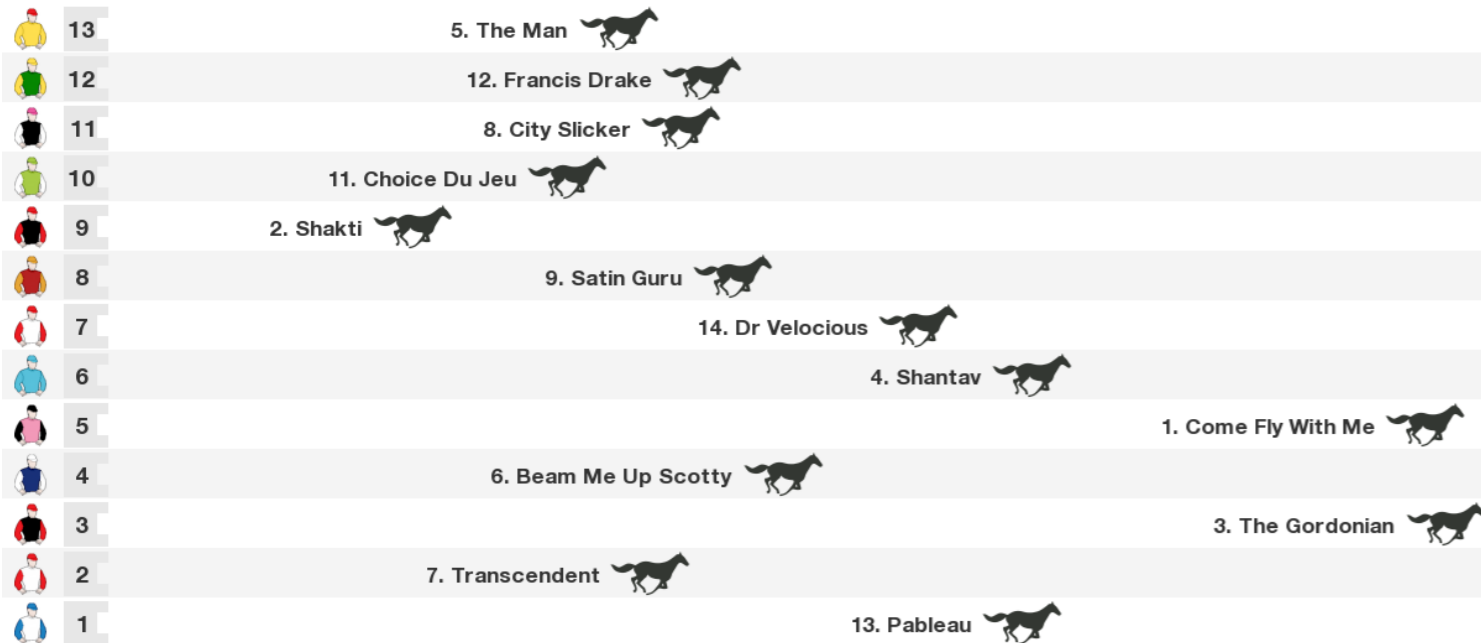 13 5. The Man
12 12. Francis Drake
11 8. City Slicker
10 11. Choice Du Jeu
9 2. Shakti
8 9. Satin Guru
7 14. Dr Velocious
6 4. Shantav
5 1. Come Fly With Me
4 6. Beam Me Up Scotty
3 3. The Gordonian
2 7. Transcendent
1 13. Pableau